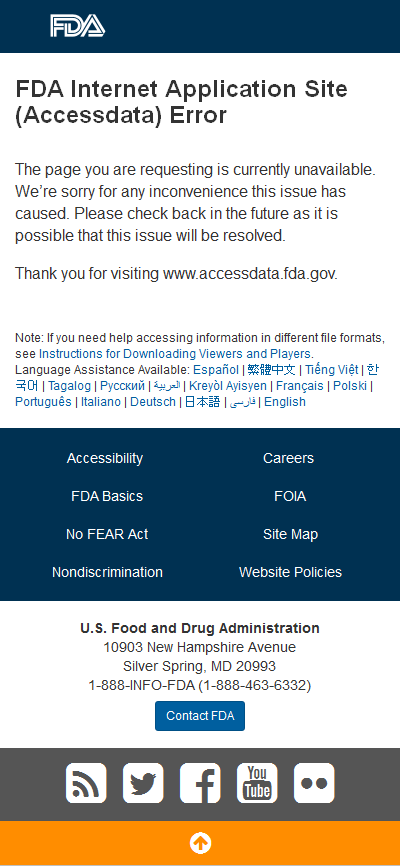 FDA
FDA Internet Application Site
(Accessdata) Error
The page you are requesting is currently unavailable.
We’re sorry for any inconvenience this issue has
caused. Please check back in the future as it is
possible that this issue will be resolved.
Thank you for visiting www.accessdata.fda.gov.
Note: If you need help accessing information in different file formats,
see Instructions for Downloading Viewers and Players.
Language Assistance Available: Español | 繁體中文 | Tiếng Việt | 한
국어 | Tagalog | Русский | العربية | Kreyòl Ayisyen | Français | Polski |
Português | Italiano | Deutsch | 日本語 | فارسی | English
Accessibility Careers
FDA Basics FOIA
No FEAR Act Site Map
Nondiscrimination Website Policies
U.S. Food and Drug Administration
10903 New Hampshire Avenue
Silver Spring, MD 20993
1-888-INFO-FDA (1-888-463-6332)
Contact FDA
You
Tube